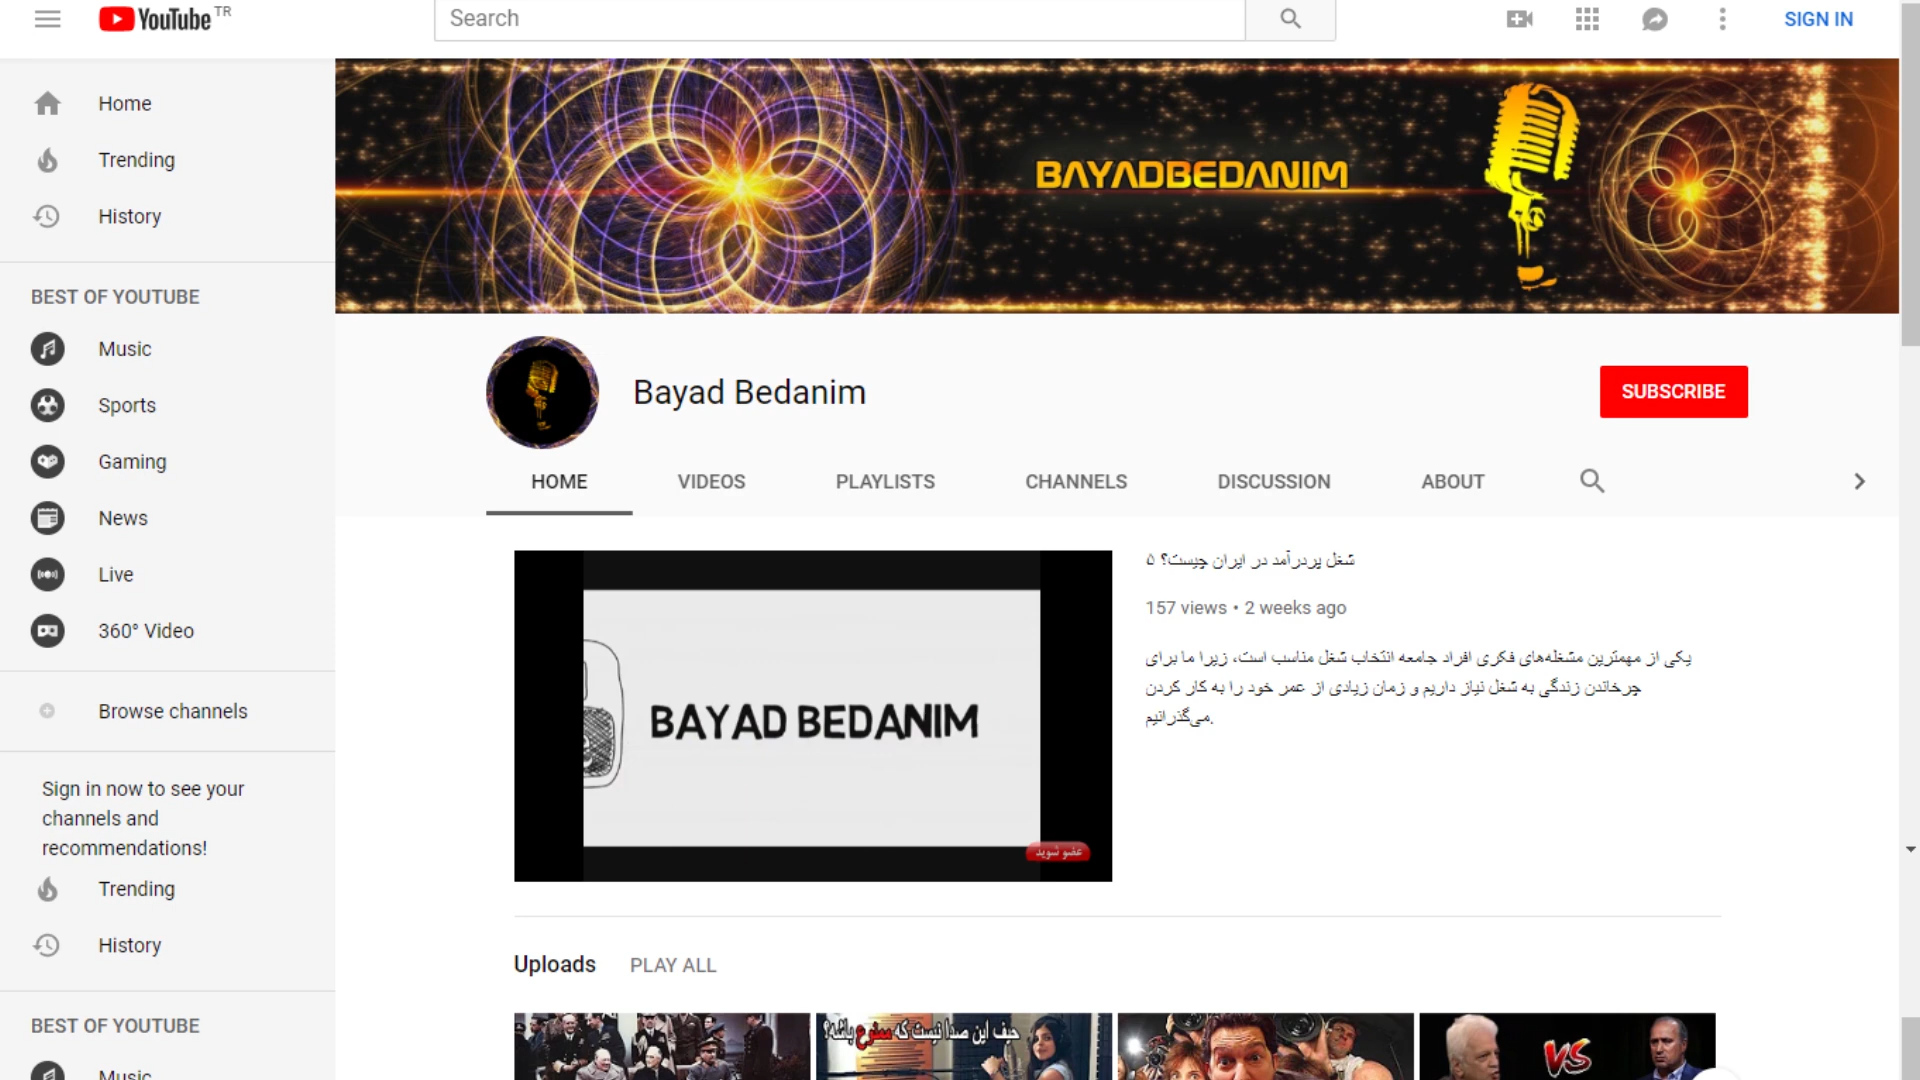 YouTube TR
Search
SIGN IN
Home
Trending
History
BEST OF YOUTUBE
Music
Sports
Gaming
News
Live
360° Video
Browse channels
Sign in now to see your
channels and
recommendations!
Trending
History
BEST OF YOUTUBE
Music
BAYADBEDANIM
Bayad Bedanim
SUBSCRIBE
HOME
VIDEOS
PLAYLISTS
CHANNELS
DISCUSSION
ABOUT
BAYAD BEDANIM
عضو شوید
شغل پردرآمد در ایران چیست؟ ۵
157 views • 2 weeks ago
یکی از مهمترین مشغله‌های فکری افراد جامعه انتخاب شغل مناسب است، زیرا ما برای
چرخاندن زندگی به شغل نیاز داریم و زمان زیادی از عمر خود را به کار کردن
می‌گذرانیم.
Uploads
PLAY ALL
حیف این صدا نیست که ممنوع باشه؟
VS